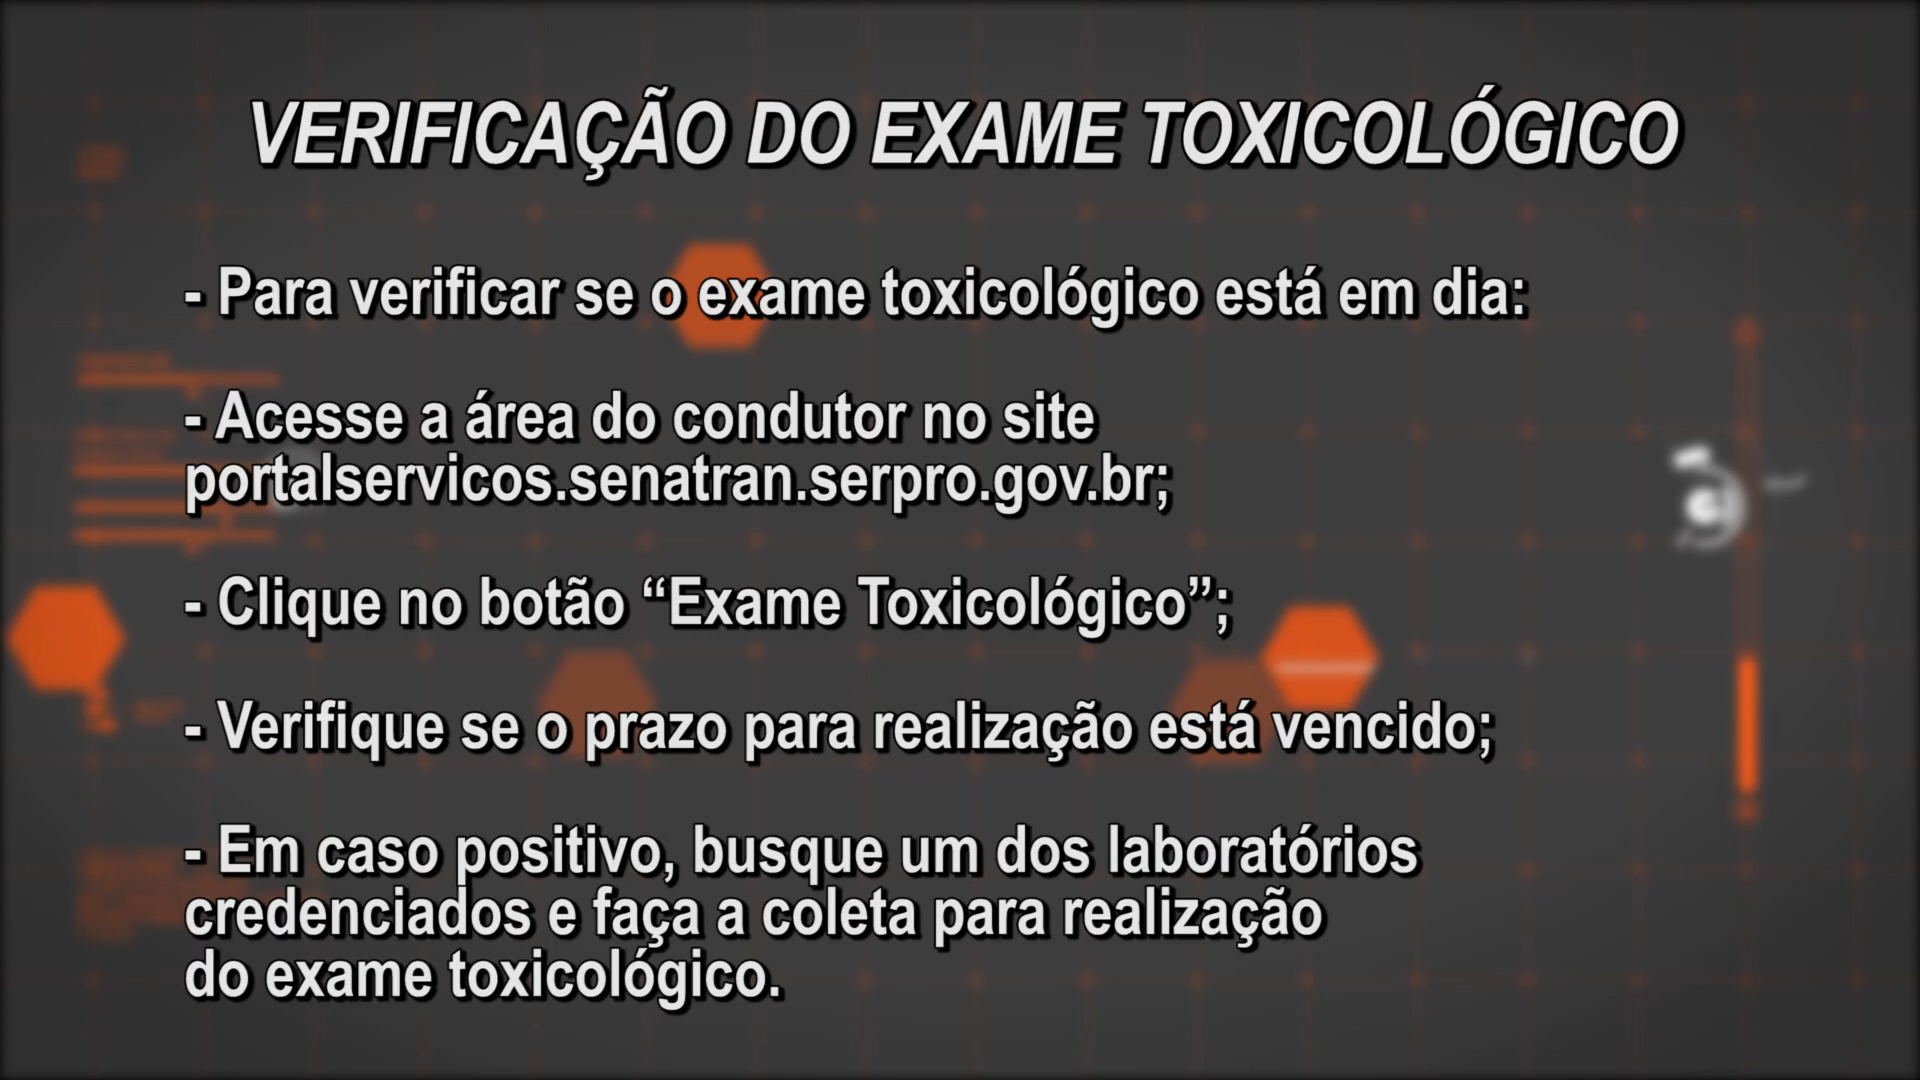 VERIFICAÇÃO DO EXAME TOXICOLÓGICO
- Para verificar se o exame toxicológico está em dia:
- Acesse a área do condutor no site
portalservicos.senatran.serpro.gov.br;
- Clique no botão “Exame Toxicológico”;
- Verifique se o prazo para realização está vencido;
- Em caso positivo, busque um dos laboratórios
credenciados e faça a coleta para realização
do exame toxicológico.